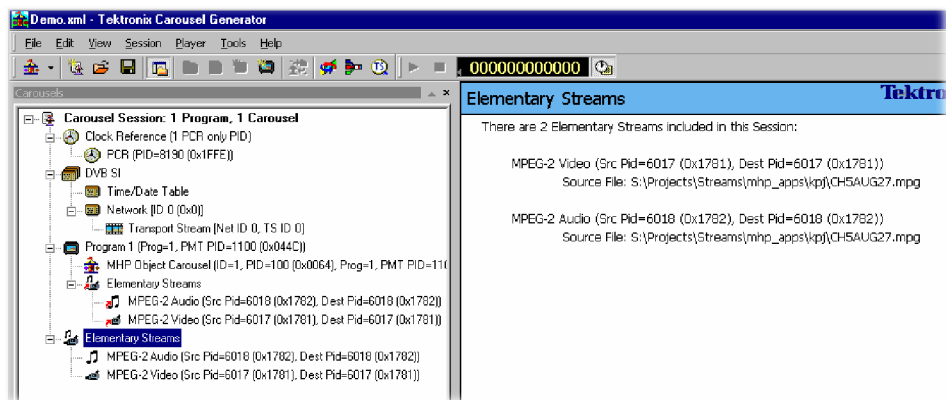 Demo.xml - Tektronix Carousel Generator
File Edit View Session Player Tools Help
TS
000000000000
Carousels
Carousel Session: 1 Program, 1 Carousel
Clock Reference (1 PCR only PID)
PCR (PID=8190 (0x1FFE))
DVB SI
Time/Date Table
Network [ID 0 (0x0)]
Transport Stream [Net ID 0, TS ID 0]
Program 1 (Prog=1, PMT PID=1100 (0x044C))
MHP Object Carousel (ID=1, PID=100 (0x0064), Prog=1, PMT PID=110
Elementary Streams
MPEG-2 Audio (Src Pid=6018 (0x1782), Dest Pid=6018 (0x1782))
MPEG-2 Video (Src Pid=6017 (0x1781), Dest Pid=6017 (0x1781))
Elementary Streams
MPEG-2 Audio (Src Pid=6018 (0x1782), Dest Pid=6018 (0x1782))
MPEG-2 Video (Src Pid=6017 (0x1781), Dest Pid=6017 (0x1781))
Elementary Streams
Tektro
There are 2 Elementary Streams included in this Session:
MPEG-2 Video (Src Pid=6017 (0x1781), Dest Pid=6017 (0x1781))
Source File: S:\Projects\Streams\mhp_apps\kpj\CH5AUG27.mpg
MPEG-2 Audio (Src Pid=6018 (0x1782), Dest Pid=6018 (0x1782))
Source File: S:\Projects\Streams\mhp_apps\kpj\CH5AUG27.mpg